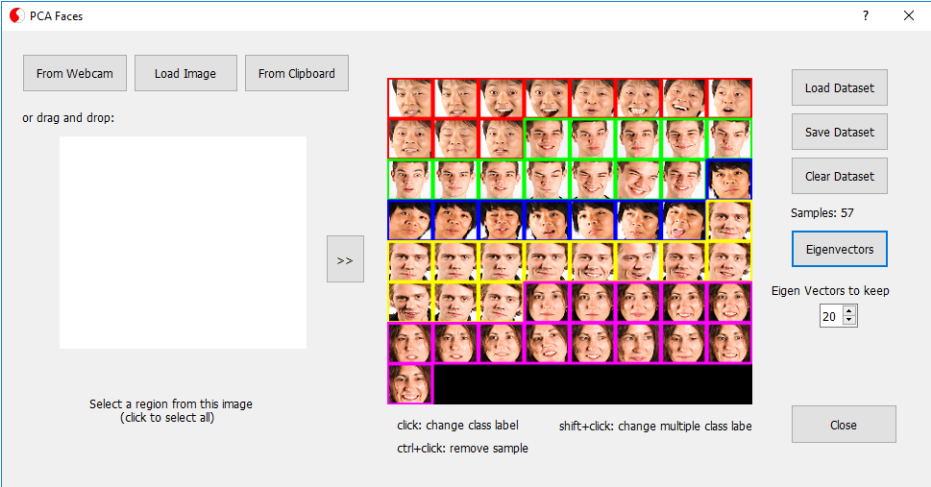 PCA Faces
?
From Webcam
Load Image
From Clipboard
or drag and drop:
>>
Select a region from this image
(click to select all)
click: change class label
shift+click: change multiple class labe
ctrl+click: remove sample
Load Dataset
Save Dataset
Clear Dataset
Samples: 57
Eigenvectors
Eigen Vectors to keep
20
Close